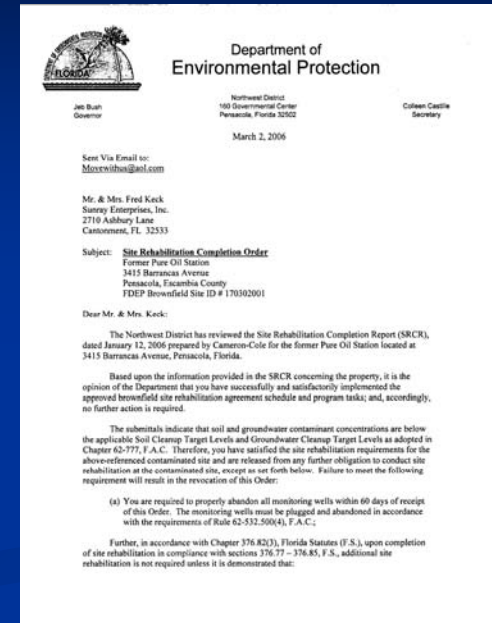 FLORIDA
Department of
Environmental Protection
Jeb Bush
Governor
Northwest District
160 Governmental Center
Pensacola, Florida 32502
Colleen Castille
Secretary
March 2, 2006
Sent Via Email to:
Movewithus@aol.com
Mr. & Mrs. Fred Keck
Sunray Enterprises, Inc.
2710 Ashbury Lane
Cantonment, FL 32533
Subject: Site Rehabilitation Completion Order
Former Pure Oil Station
3415 Barrancas Avenue
Pensacola, Escambia County
FDEP Brownfield Site ID # 170302001
Dear Mr. & Mrs. Keck:
The Northwest District has reviewed the Site Rehabilitation Completion Report (SRCR),
dated January 12, 2006 prepared by Cameron-Cole for the former Pure Oil Station located at
3415 Barrancas Avenue, Pensacola, Florida.
Based upon the information provided in the SRCR concerning the property, it is the
opinion of the Department that you have successfully and satisfactorily implemented the
approved brownfield site rehabilitation agreement schedule and program tasks; and, accordingly,
no further action is required.
The submittals indicate that soil and groundwater contaminant concentrations are below
the applicable Soil Cleanup Target Levels and Groundwater Cleanup Target Levels as adopted in
Chapter 62-777, F.A.C. Therefore, you have satisfied the site rehabilitation requirements for the
above-referenced contaminated site and are released from any further obligation to conduct site
rehabilitation at the contaminated site, except as set forth below. Failure to meet the following
requirement will result in the revocation of this Order:
(a) You are required to properly abandon all monitoring wells within 60 days of receipt
of this Order. The monitoring wells must be plugged and abandoned in accordance
with the requirements of Rule 62-532.500(4), F.A.C.;
Further, in accordance with Chapter 376.82(3), Florida Statutes (F.S.), upon completion
of site rehabilitation in compliance with sections 376.77 – 376.85, F.S., additional site
rehabilitation is not required unless it is demonstrated that: